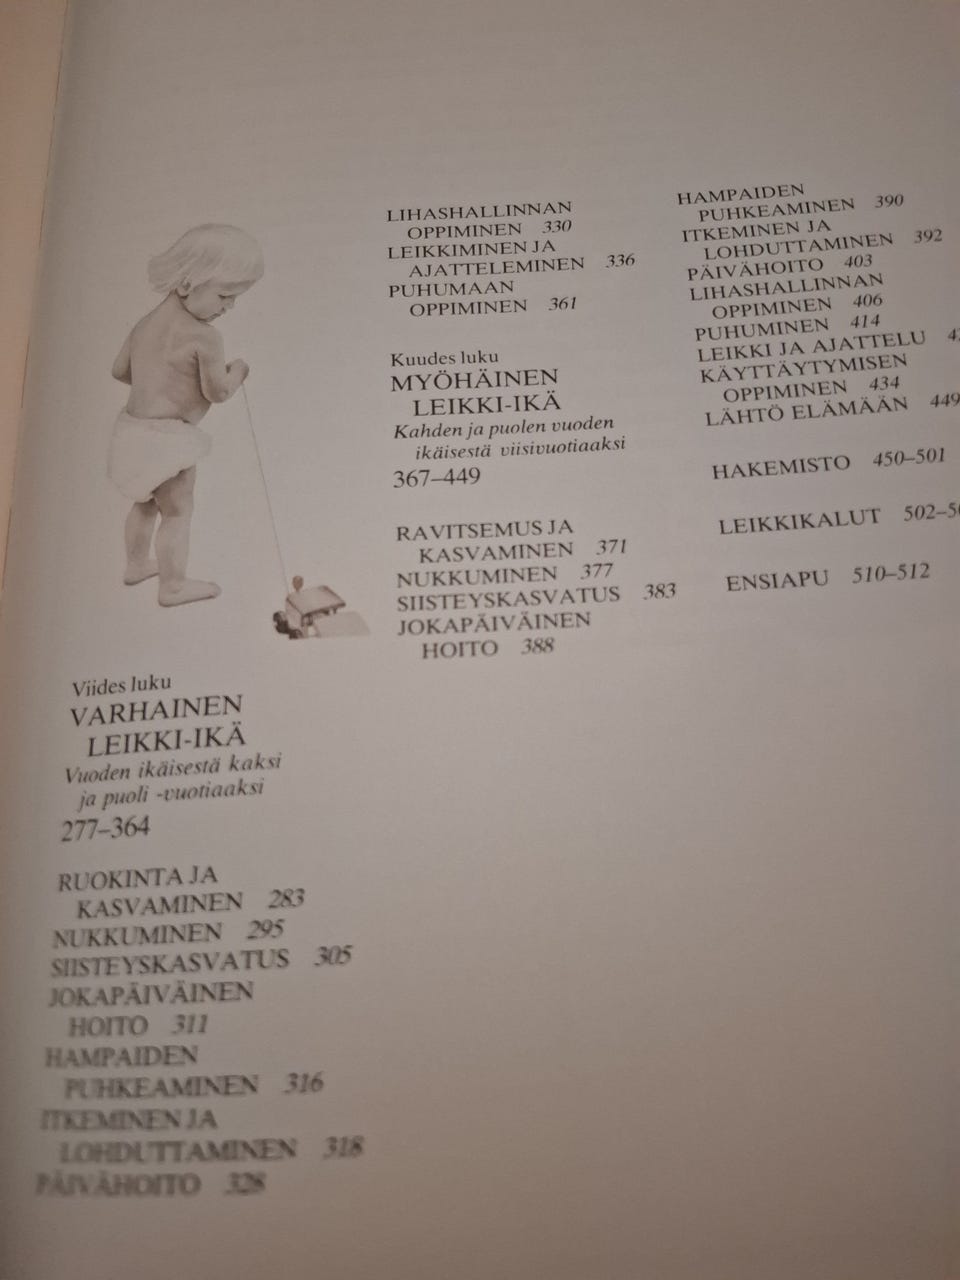 Viides luku
VARHAINEN
LEIKKI-IKÄ
Vuoden ikäisestä kaksi
ja puoli -vuotiaaksi
277–364
RUOKINTA JA
KASVAMINEN 283
NUKKUMINEN 295
SIISTEYSKASVATUS 305
JOKAPÄIVÄINEN
HOITO 311
HAMPAIDEN
PUHKEAMINEN 316
ITKEMINEN JA
LOHDUTTAMINEN 318
PÄIVÄHOITO 328
LIHASHALLINNAN
OPPIMINEN 330
LEIKKIMINEN JA
AJATTELEMINEN 336
PUHUMAAN
OPPIMINEN 361
Kuudes luku
MYÖHÄINEN
LEIKKI-IKÄ
Kahden ja puolen vuoden
ikäisestä viisivuotiaaksi
367–449
RAVITSEMUS JA
KASVAMINEN 371
NUKKUMINEN 377
SIISTEYSKASVATUS 383
JOKAPÄIVÄINEN
HOITO 388
HAMPAIDEN
PUHKEAMINEN 390
ITKEMINEN JA
LOHDUTTAMINEN 392
PÄIVÄHOITO 403
LIHASHALLINNAN
OPPIMINEN 406
PUHUMINEN 414
LEIKKI JA AJATTELU
KÄYTTÄYTYMISEN
OPPIMINEN 434
LÄHTÖ ELÄMÄÄN 449
HAKEMISTO 450–501
LEIKKIKALUT 502–
ENSIAPU 510–512